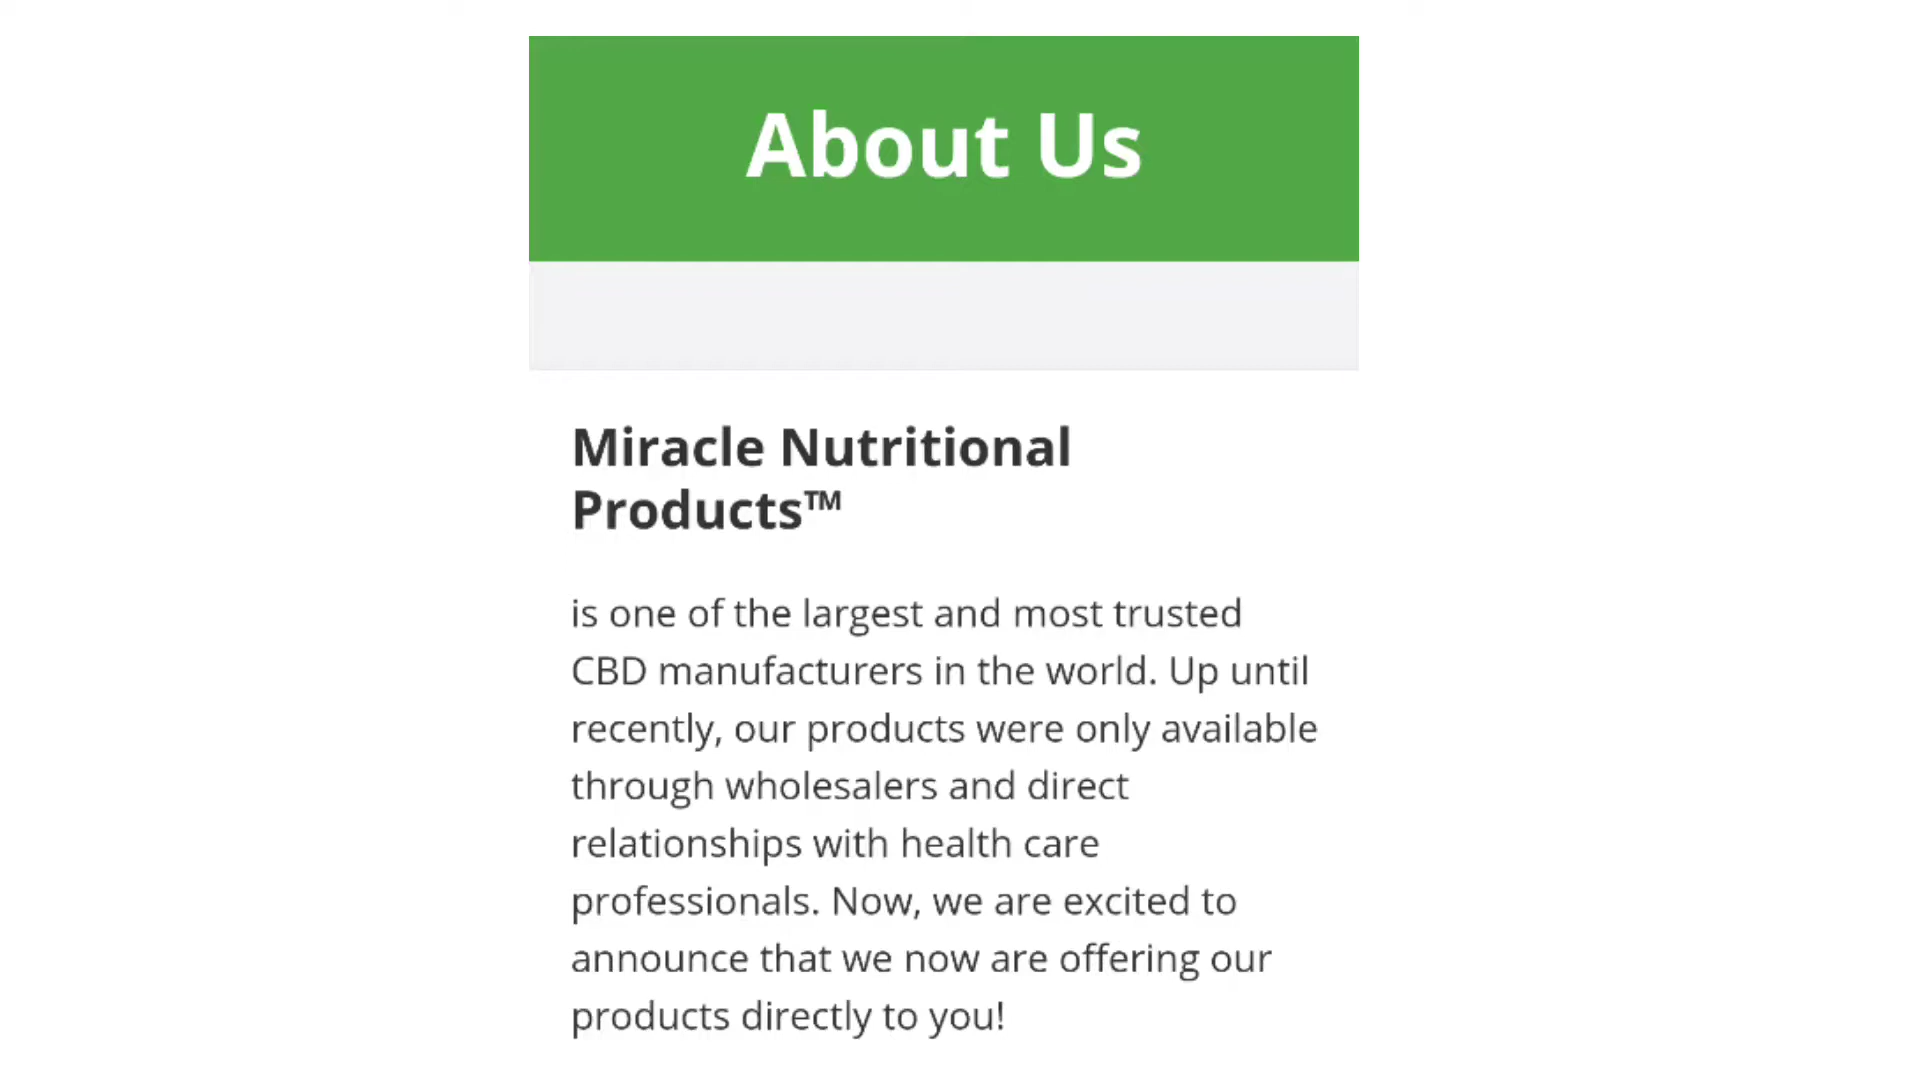 About Us
Miracle Nutritional
Products™
is one of the largest and most trusted
CBD manufacturers in the world. Up until
recently, our products were only available
through wholesalers and direct
relationships with health care
professionals. Now, we are excited to
announce that we now are offering our
products directly to you!